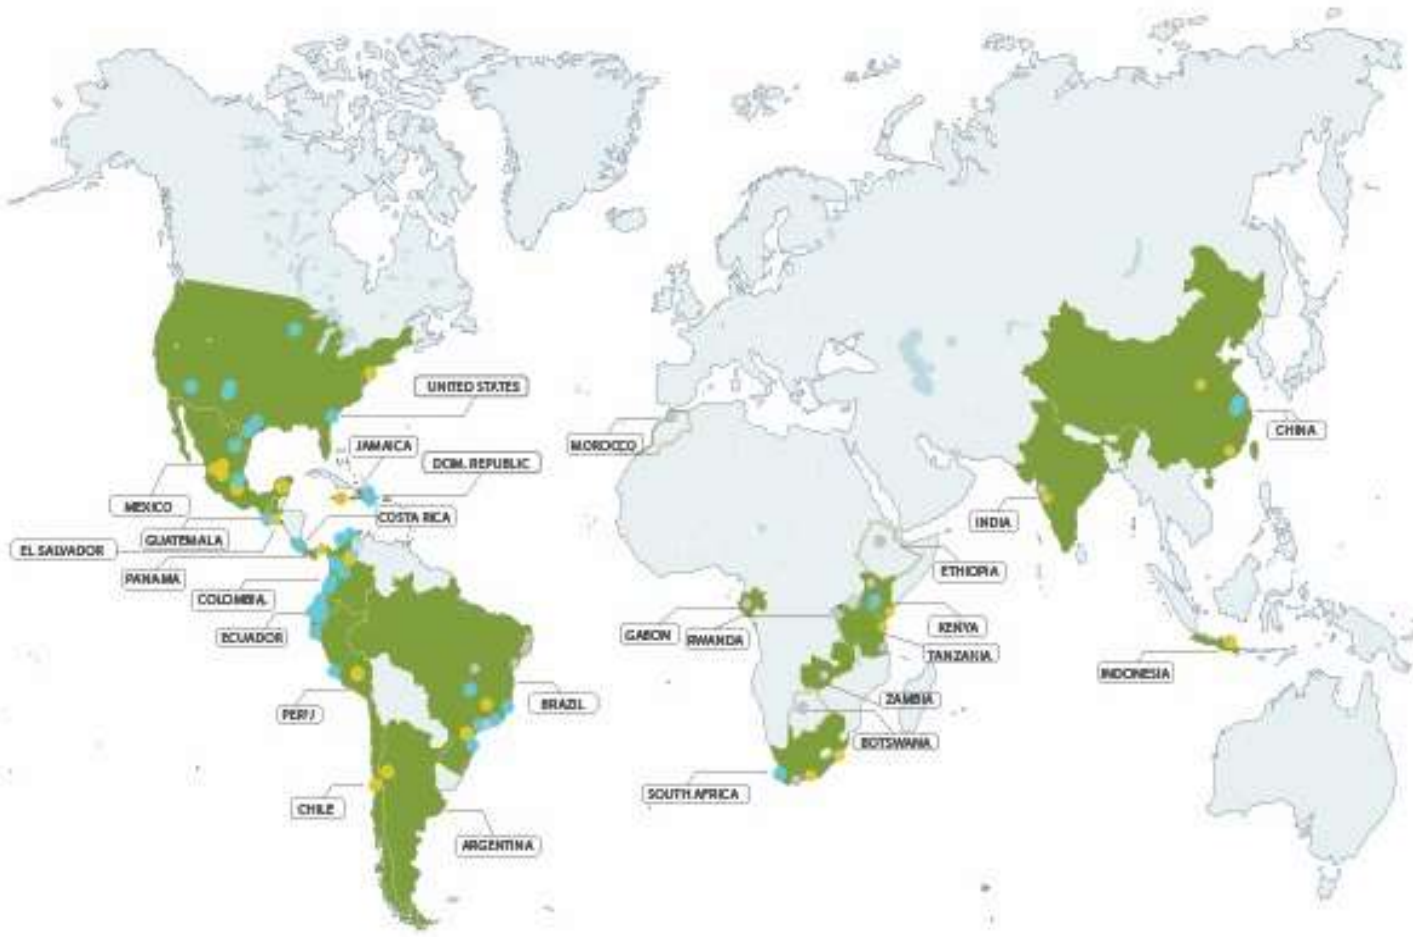 UNITED STATES
JAMAICA
DOM. REPUBLIC
MEXICO
COSTA RICA
GUATEMALA
EL SALVADOR
PANAMA
COLOMBIA
ECUADOR
PERU
BRAZIL
CHILE
ARGENTINA
MOROCCO
ETHIOPIA
GABON
RWANDA
KENYA
TANZANIA
ZAMBIA
BOTSWANA
SOUTH AFRICA
INDIA
CHINA
INDONESIA